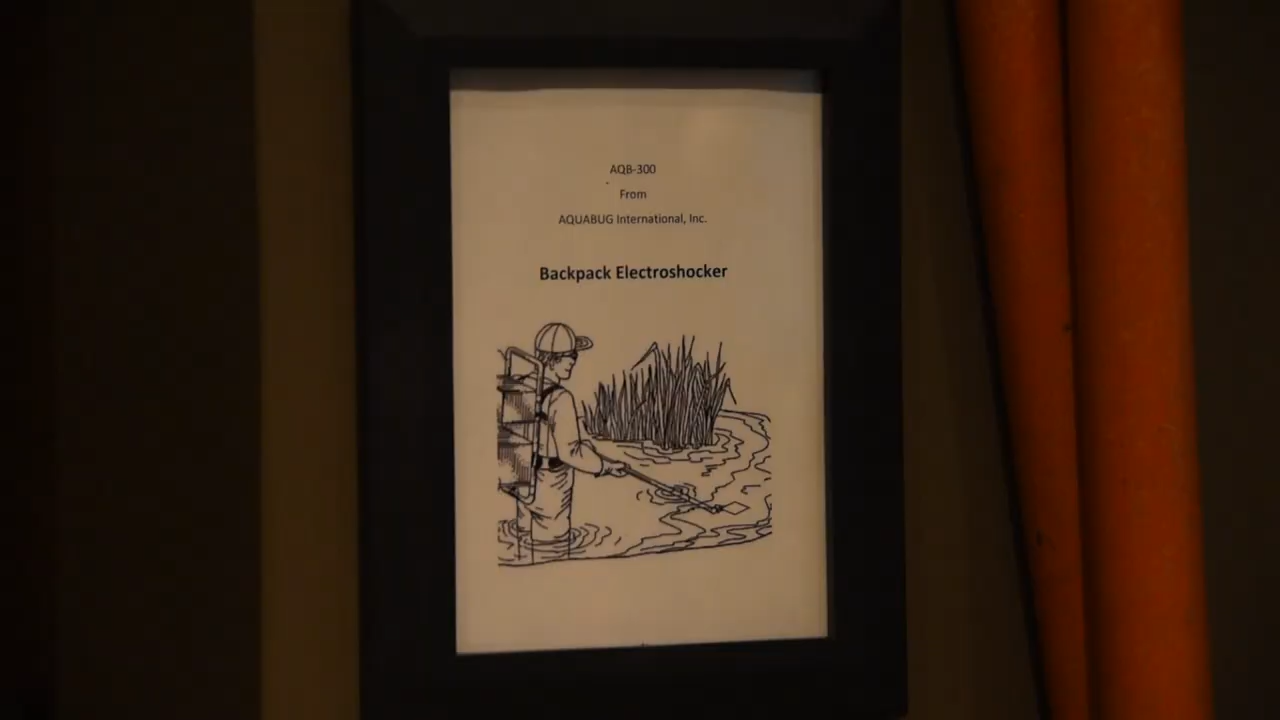 AQB-300
From
AQUABUG International, Inc.
Backpack Electroshocker